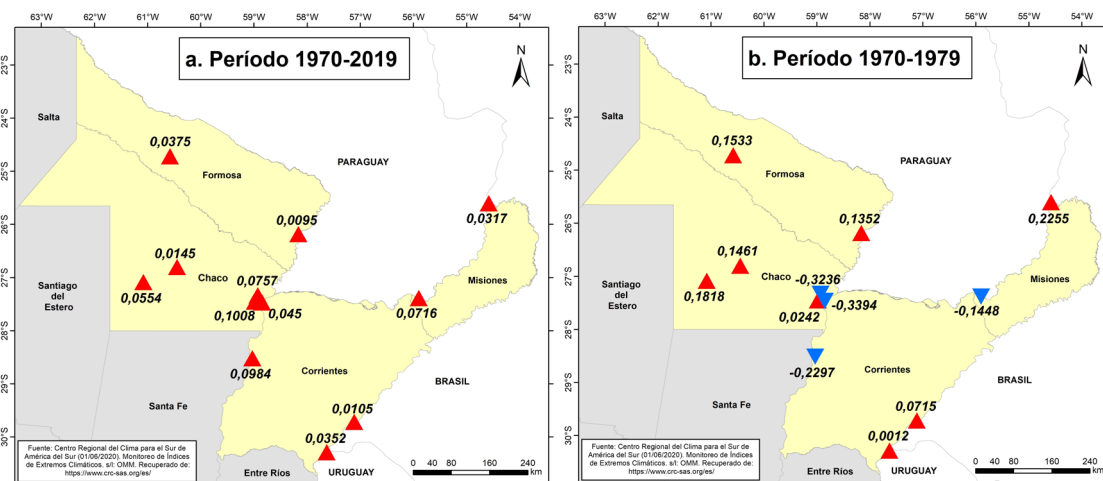 63°W 62°W 61°W 60°W 59°W 58°W 57°W 56°W 55°W 54°W
a. Período 1970-2019
N
23°S
24°S
25°S
26°S
27°S
28°S
29°S
30°S
Salta
0,0375
PARAGUAY
Formosa
0,0317
0,0095
0,0145
Chaco
0,0757
Misiones
0,0554
Santiago
del
Estero
0,1008
0,045
0,0716
0,0984
Corrientes
BRASIL
Santa Fe
0,0105
0,0352
Fuente: Centro Regional del Clima para el Sur de
América del Sur (01/06/2020). Monitoreo de Índices
de Extremos Climáticos. s/l: OMM. Recuperado de:
https://www.crc-sas.org/es/
Entre Ríos
URUGUAY
0 40 80 160 240
km
63°W 62°W 61°W 60°W 59°W 58°W 57°W 56°W 55°W 54°W
b. Período 1970-1979
N
23°S
24°S
25°S
26°S
27°S
28°S
29°S
30°S
Salta
0,1533
PARAGUAY
Formosa
0,2255
0,1352
0,1461
Chaco
-0,3236
Misiones
0,1818
Santiago
del
Estero
-0,3394
0,0242
-0,1448
-0,2297
Corrientes
BRASIL
Santa Fe
0,0715
0,0012
Fuente: Centro Regional del Clima para el Sur de
América del Sur (01/06/2020). Monitoreo de Índices
de Extremos Climáticos. s/l: OMM. Recuperado de:
https://www.crc-sas.org/es/
Entre Ríos
URUGUAY
0 40 80 160 240
km